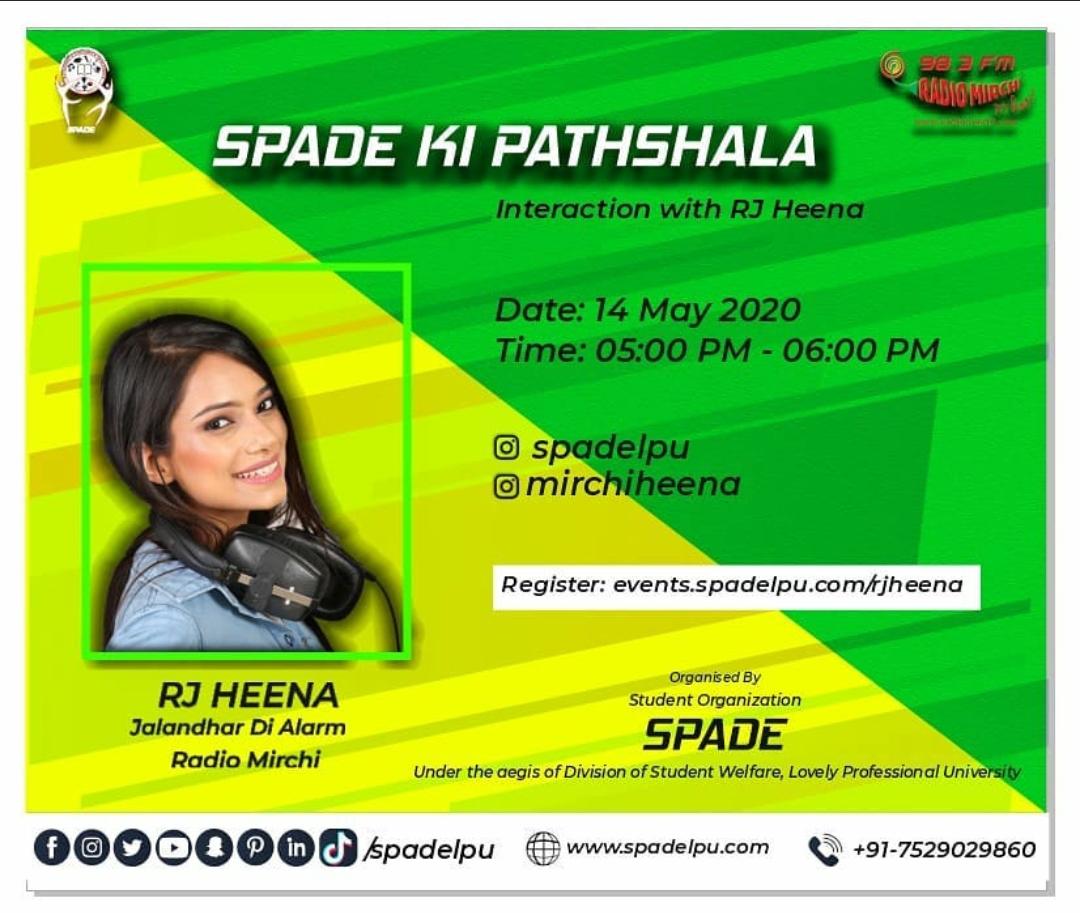 SPADE
98.3 FM
RADIO MIRCHI
SPADE KI PATHSHALA
Interaction with RJ Heena
Date: 14 May 2020
Time: 05:00 PM - 06:00 PM
spadelpu
mirchiheena
Register: events.spadelpu.com/rjheena
RJ HEENA
Jalandhar Di Alarm
Radio Mirchi
Organised By
Student Organization
SPADE
Under the aegis of Division of Student Welfare, Lovely Professional University
/spadelpu
www.spadelpu.com
+91-7529029860